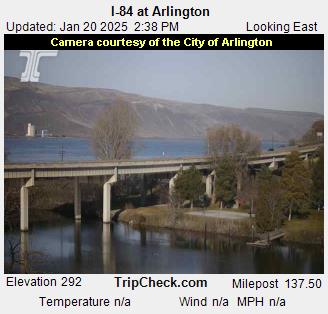 I-84 at Arlington
Updated: Jan 20 2025 2:38 PM Looking East
Camera courtesy of the City of Arlington
Elevation 292 TripCheck.com Milepost 137.50
Temperature n/a Wind n/a MPH n/a